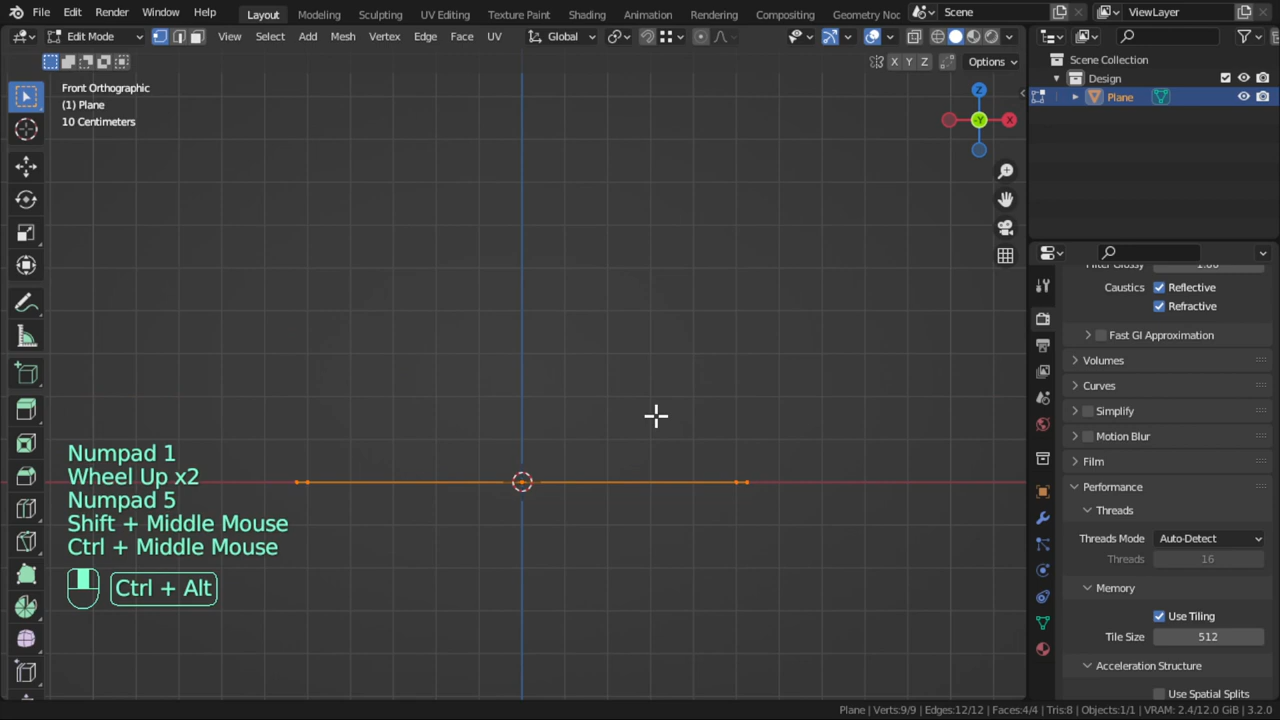 File Edit Render Window Help Layout Modeling Sculpting UV Editing Texture Paint Shading Animation Rendering Compositing Geometry Noc Scene ViewLayer
Edit Mode View Select Add Mesh Vertex Edge Face UV Global
X Y Z Options
Scene Collection
Design
Plane
Front Orthographic
(1) Plane
10 Centimeters
Z
-Y
X
Filter Glossy 1.00
Caustics Reflective
Refractive
Fast GI Approximation
Volumes
Curves
Simplify
Motion Blur
Film
Performance
Threads
Threads Mode Auto-Detect
Threads 16
Memory
Use Tiling
Tile Size 512
Acceleration Structure
Use Spatial Splits
Numpad 1
Wheel Up x2
Numpad 5
Shift + Middle Mouse
Ctrl + Middle Mouse
Ctrl + Alt
Plane | Verts:9/9 | Edges:12/12 | Faces:4/4 | Tris:8 | Objects:1/1 | VRAM: 2.4/12.0 GiB | 3.2.0